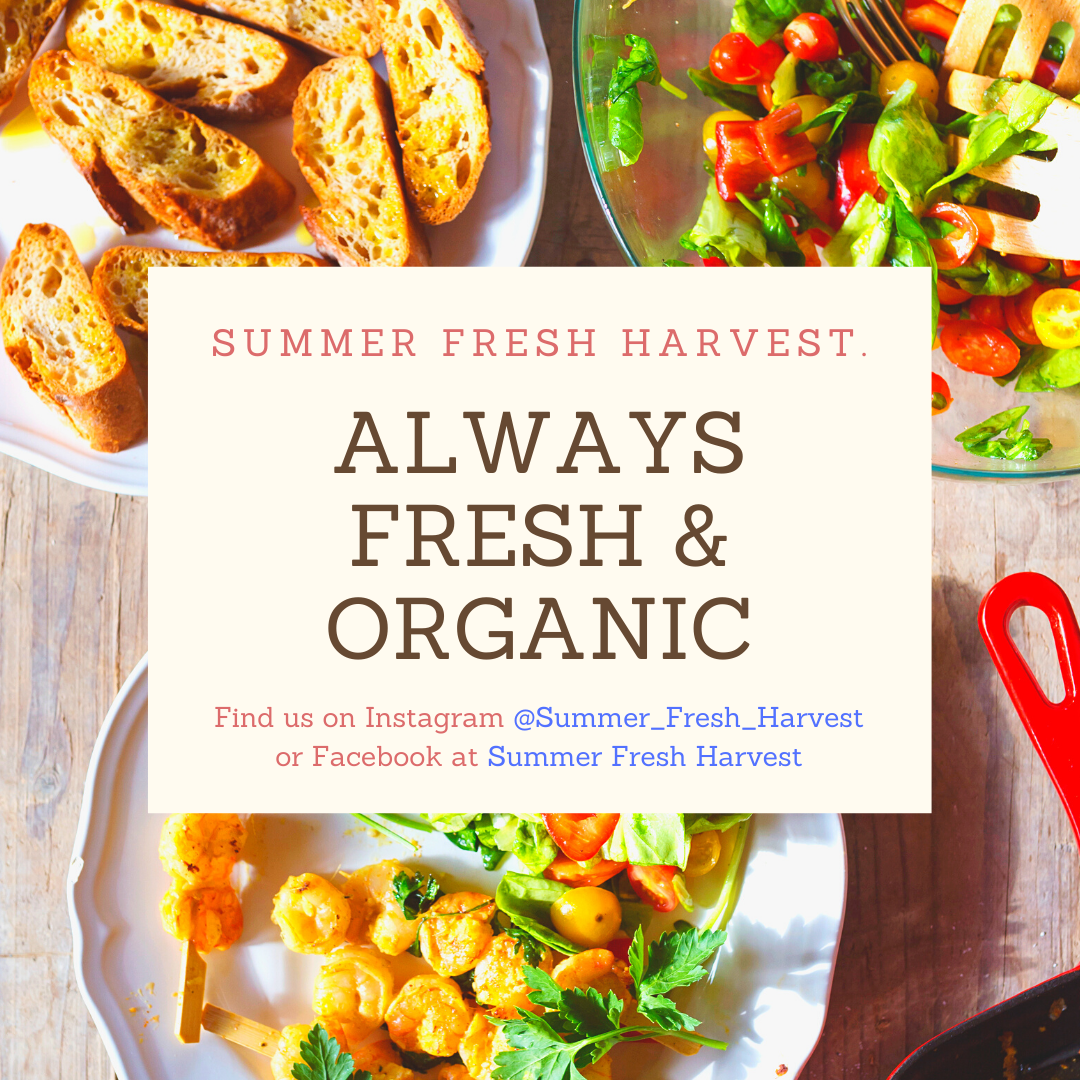 SUMMER FRESH HARVEST.
ALWAYS
FRESH &
ORGANIC
Find us on Instagram @Summer_Fresh_Harvest
or Facebook at Summer Fresh Harvest